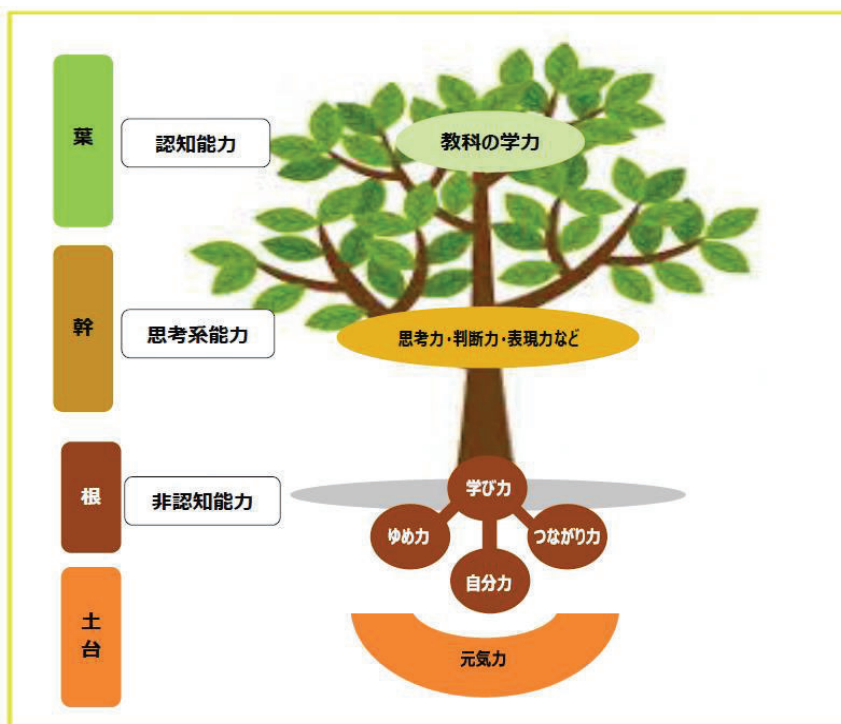 葉
認知能力
教科の学力
幹
思考系能力
思考力・判断力・表現力など
根
非認知能力
学び力
ゆめ力
つながり力
自分力
土台
元気力